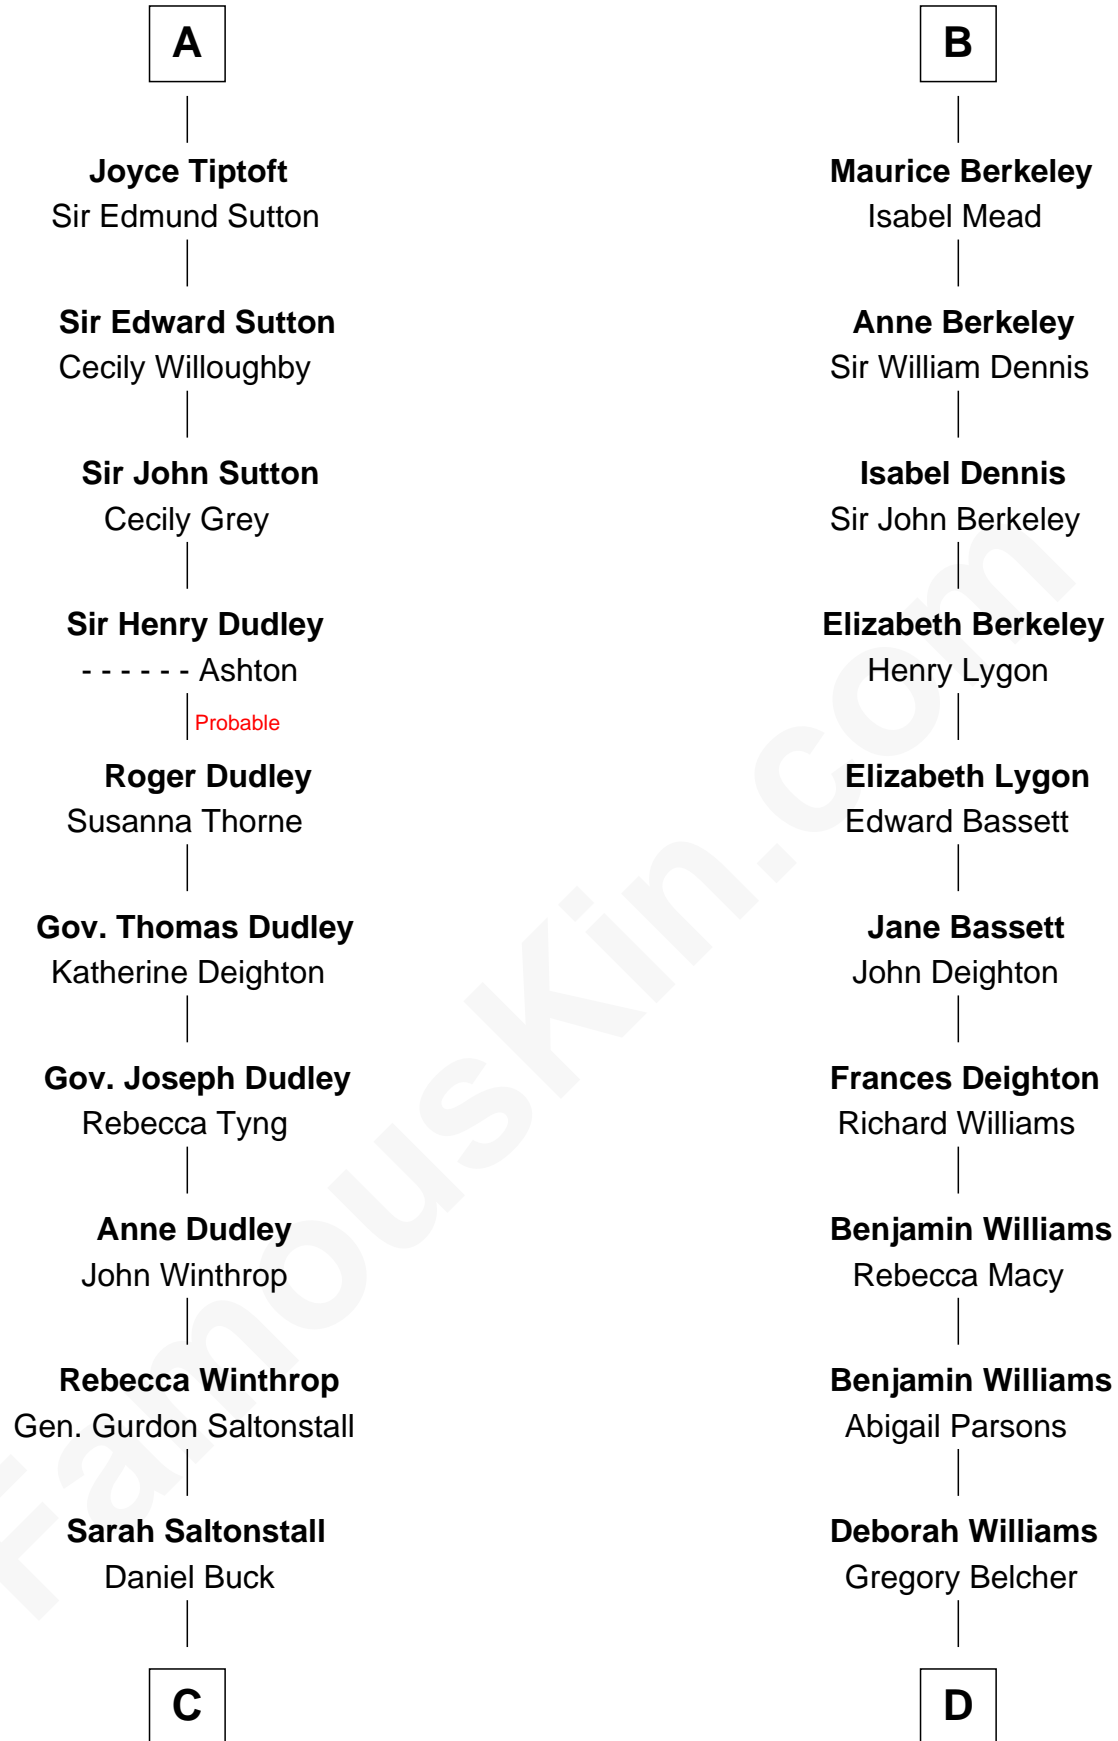 A
Joyce Tiptoft
Sir Edmund Sutton
Sir Edward Sutton
Cecily Willoughby
Sir John Sutton
Cecily Grey
Sir Henry Dudley
- - - - - - Ashton
Probable
Roger Dudley
Susanna Thorne
Gov. Thomas Dudley
Katherine Deighton
Gov. Joseph Dudley
Rebecca Tyng
Anne Dudley
John Winthrop
Rebecca Winthrop
Gen. Gurdon Saltonstall
Sarah Saltonstall
Daniel Buck
C
B
Maurice Berkeley
Isabel Mead
Anne Berkeley
Sir William Dennis
Isabel Dennis
Sir John Berkeley
Elizabeth Berkeley
Henry Lygon
Elizabeth Lygon
Edward Bassett
Jane Bassett
John Deighton
Frances Deighton
Richard Williams
Benjamin Williams
Rebecca Macy
Benjamin Williams
Abigail Parsons
Deborah Williams
Gregory Belcher
D
FamousKin.com